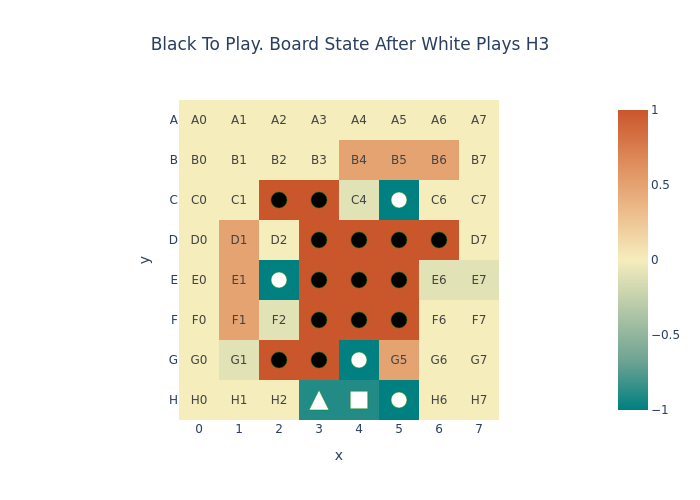 Black To Play. Board State After White Plays H3
A A0 A1 A2 A3 A4 A5 A6 A7
B B0 B1 B2 B3 B4 B5 B6 B7
C C0 C1 C4 C6 C7
D D0 D1 D2 D7
E E0 E1 E6 E7
F F0 F1 F2 F6 F7
G G0 G1 G5 G6 G7
H H0 H1 H2 H6 H7
0 1 2 3 4 5 6 7
x
y
1
0.5
0
−0.5
−1